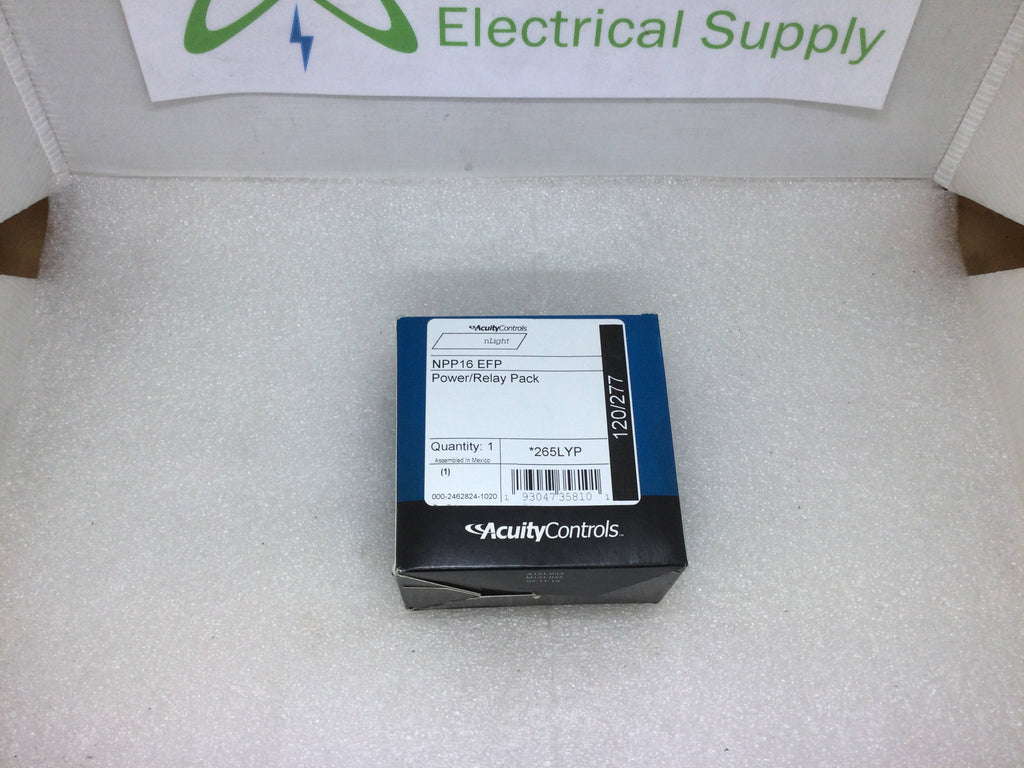 Electrical Supply
AcuityControls
nLight
NPP16 EFP
Power/Relay Pack
120/277
Quantity: 1
Assembled In Mexico
*265LYP
(1)
000-2462824-1020
1 93047 35810 1
AcuityControls